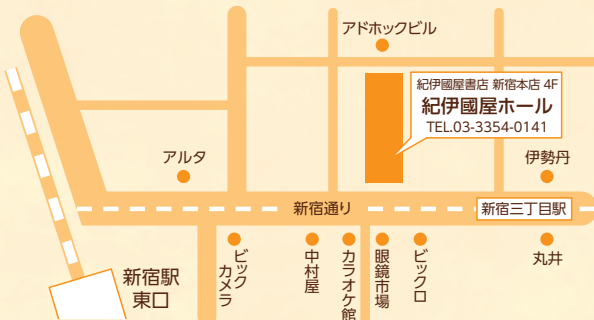 アドホックビル
紀伊國屋書店 新宿本店 4F
紀伊國屋ホール
TEL.03-3354-0141
アルタ
伊勢丹
新宿通り
新宿三丁目駅
ビック
カメラ
中村屋
カラオケ館
眼鏡市場
ビックロ
丸井
新宿駅
東口